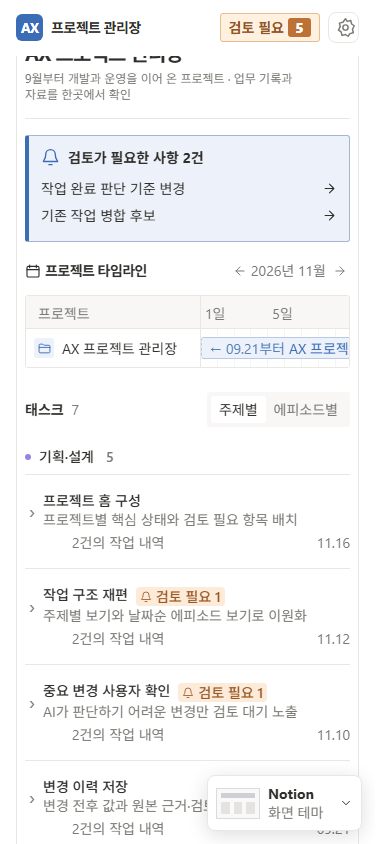 AX 프로젝트 관리장
검토 필요 5
AX 프로젝트 관리장
9월부터 개발과 운영을 이어 온 프로젝트 · 업무 기록과
자료를 한곳에서 확인
검토가 필요한 사항 2건
작업 완료 판단 기준 변경 →
기존 작업 병합 후보 →
프로젝트 타임라인
← 2026년 11월 →
프로젝트 1일 5일
AX 프로젝트 관리장 ← 09.21부터 AX 프로젝
태스크 7
주제별 에피소드별
기획·설계 5
프로젝트 홈 구성
프로젝트별 핵심 상태와 검토 필요 항목 배치
2건의 작업 내역 11.16
작업 구조 재편 검토 필요 1
주제별 보기와 날짜순 에피소드 보기로 이원화
2건의 작업 내역 11.12
중요 변경 사용자 확인 검토 필요 1
AI가 판단하기 어려운 변경만 검토 대기 노출
2건의 작업 내역 11.10
변경 이력 저장
변경 전후 값과 원본 근거·검
2건의 작업 내역 09.21
Notion
화면 테마